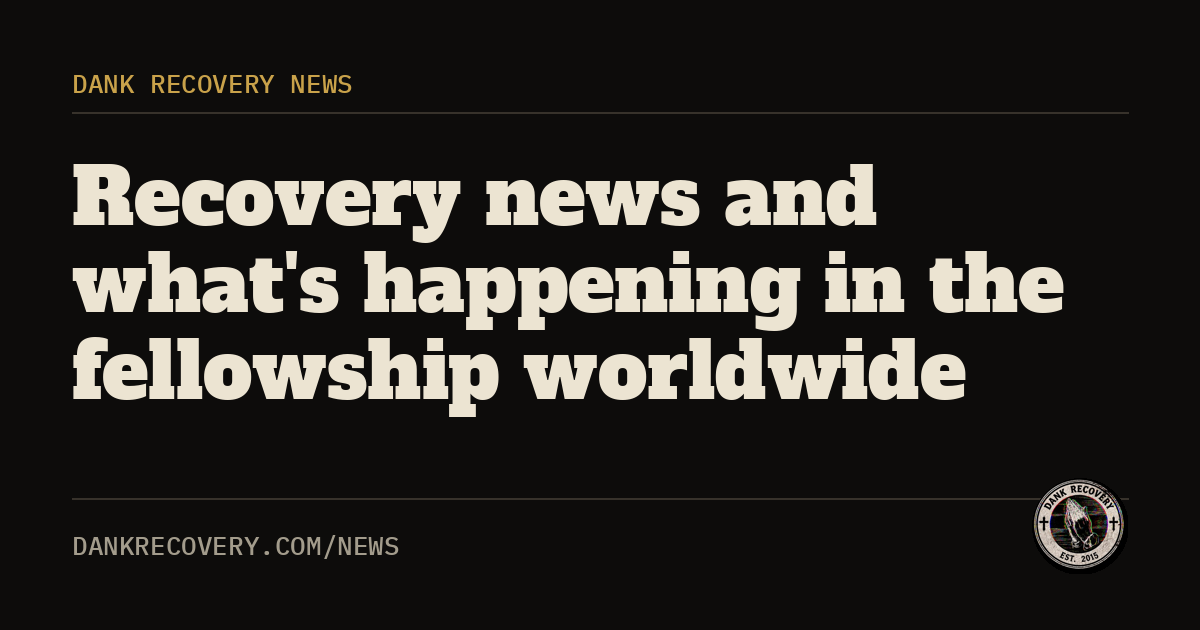 DANK RECOVERY NEWS
Recovery news and
what's happening in the
fellowship worldwide
DANKRECOVERY.COM/NEWS
DANK RECOVERY
EST. 2015